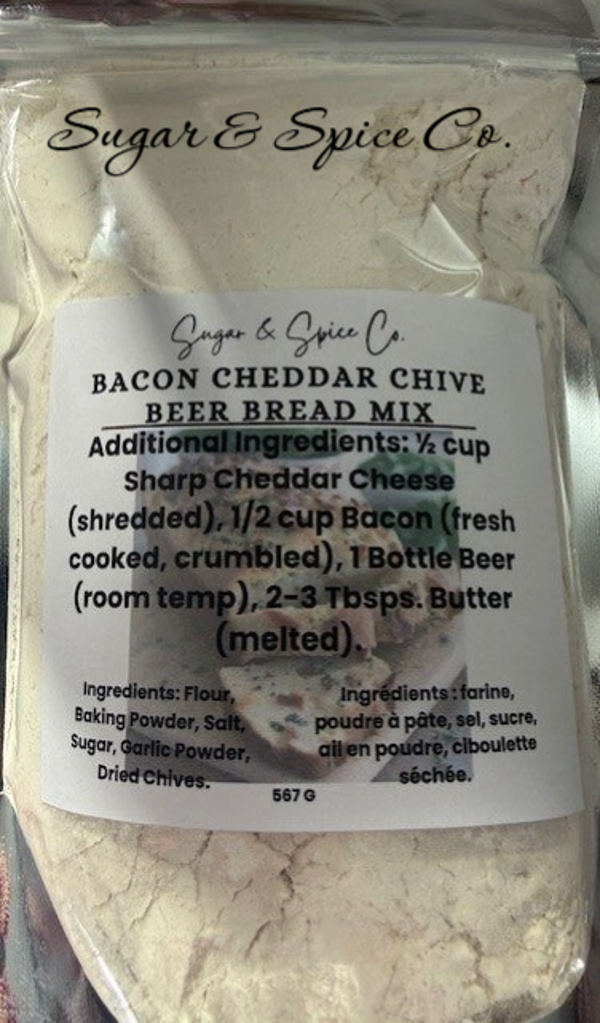 Sugar & Spice Co.
Sugar & Spice Co.
BACON CHEDDAR CHIVE
BEER BREAD MIX
Additional Ingredients: ½ cup
Sharp Cheddar Cheese
(shredded), 1/2 cup Bacon (fresh
cooked, crumbled), 1 Bottle Beer
(room temp), 2-3 Tbsps. Butter
(melted).
Ingredients: Flour,
Baking Powder, Salt,
Sugar, Garlic Powder,
Dried Chives.
Ingrédients : farine,
poudre à pâte, sel, sucre,
ail en poudre, ciboulette
séchée.
567 G